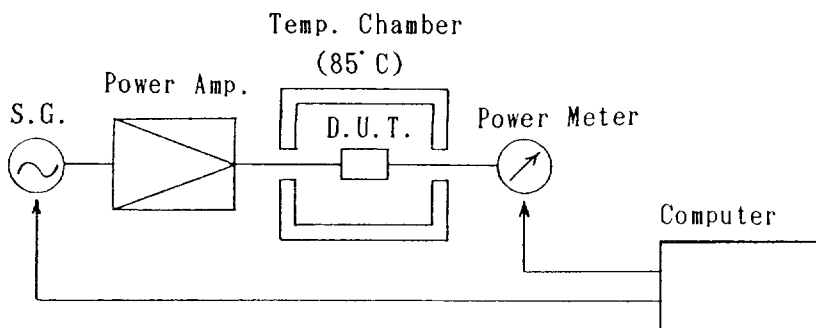 Temp. Chamber
(85°C)
Power Amp.
S.G.
D.U.T.
Power Meter
Computer